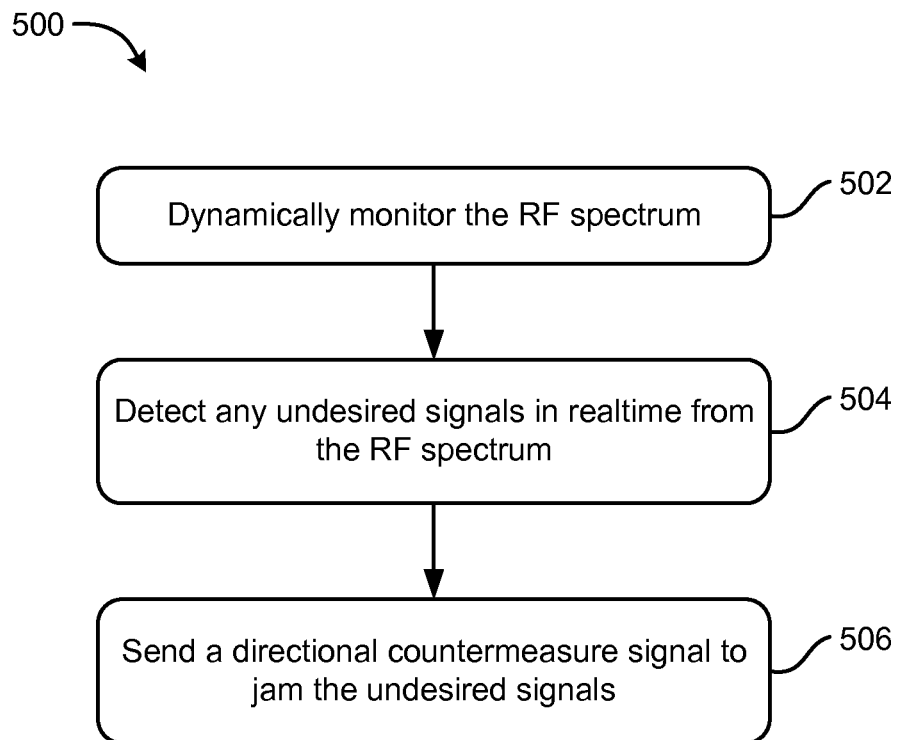 500
502
Dynamically monitor the RF spectrum
504
Detect any undesired signals in realtime from
the RF spectrum
506
Send a directional countermeasure signal to
jam the undesired signals